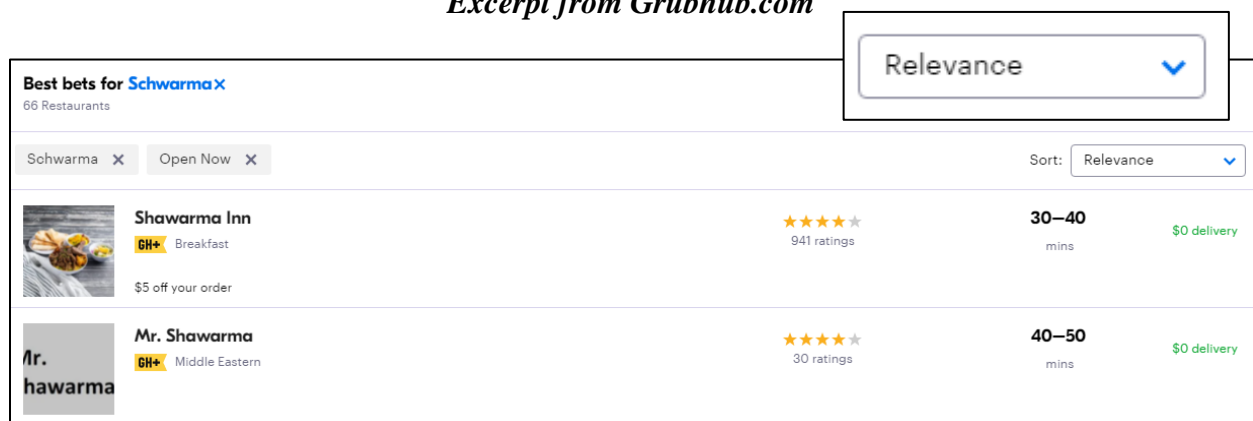 Excerpt from Grubhub.com
Relevance
Best bets for Schwarma×
66 Restaurants
Schwarma ×
Open Now ×
Sort: Relevance
Shawarma Inn
GH+ Breakfast
$5 off your order
941 ratings
30–40
mins
$0 delivery
Mr. Shawarma
GH+ Middle Eastern
30 ratings
40–50
mins
$0 delivery
Mr.
hawarma